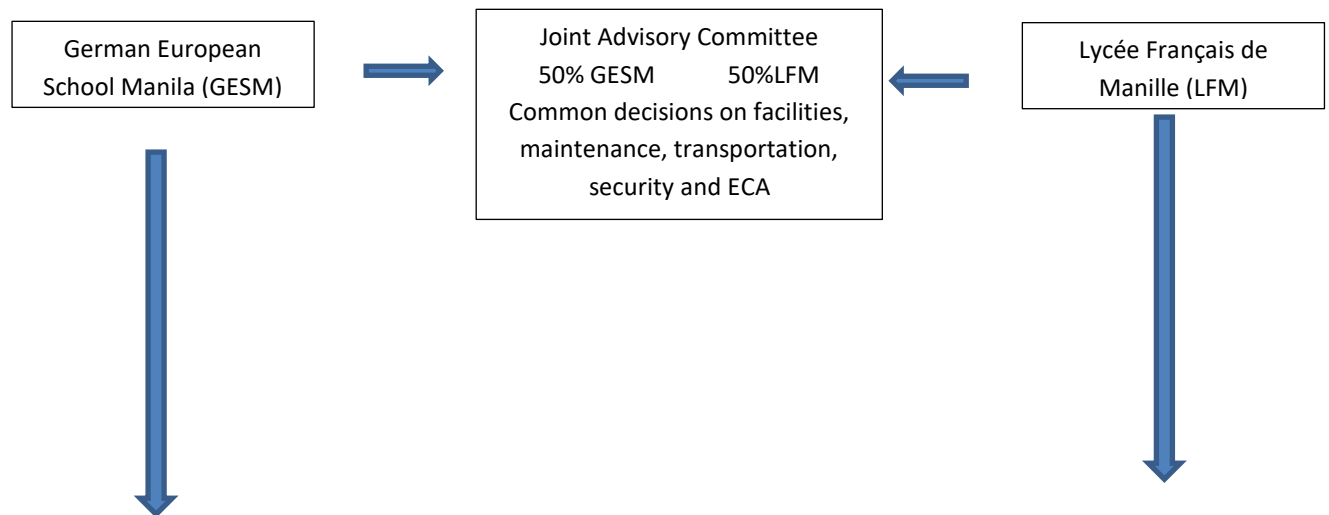 German European
School Manila (GESM)
Joint Advisory Committee
50% GESM 50%LFM
Common decisions on facilities,
maintenance, transportation,
security and ECA
Lycée Français de
Manille (LFM)